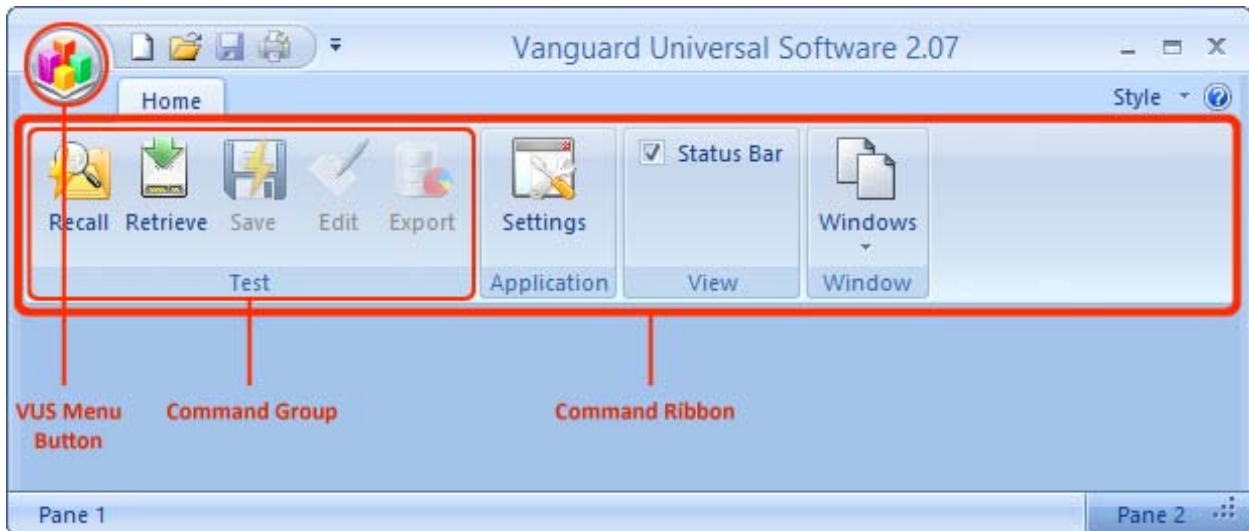 Vanguard Universal Software 2.07
Home
Style
Recall Retrieve Save Edit Export
Settings
Status Bar
Windows
Test
Application
View
Window
VUS Menu
Button
Command Group
Command Ribbon
Pane 1
Pane 2